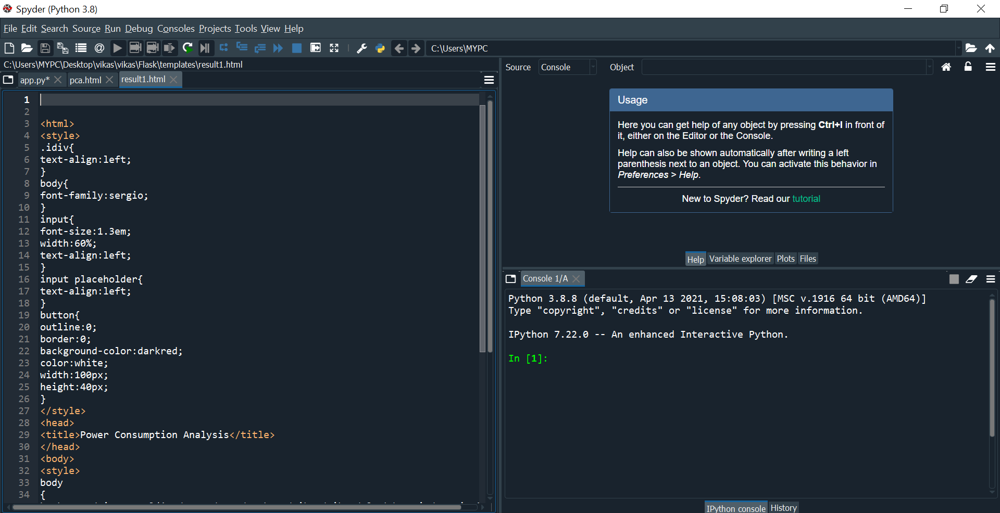 Spyder (Python 3.8)
File Edit Search Source Run Debug Consoles Projects Tools View Help
C:\Users\MYPC
C:\Users\MYPC\Desktop\vikas\vikas\Flask\templates\result1.html
app.py* pca.html result1.html
1
2
3 <html>
4 <style>
5 .idiv{
6 text-align:left;
7 }
8 body{
9 font-family:sergio;
10 }
11 input{
12 font-size:1.3em;
13 width:60%;
14 text-align:left;
15 }
16 input placeholder{
17 text-align:left;
18 }
19 button{
20 outline:0;
21 border:0;
22 background-color:darkred;
23 color:white;
24 width:100px;
25 height:40px;
26 }
27 </style>
28 <head>
29 <title>Power Consumption Analysis</title>
30 </head>
31 <body>
32 <style>
33 body
34 {
Source Console Object
Usage
Here you can get help of any object by pressing Ctrl+I in front of
it, either on the Editor or the Console.
Help can also be shown automatically after writing a left
parenthesis next to an object. You can activate this behavior in
Preferences > Help.
New to Spyder? Read our tutorial
Help Variable explorer Plots Files
Console 1/A
Python 3.8.8 (default, Apr 13 2021, 15:08:03) [MSC v.1916 64 bit (AMD64)]
Type "copyright", "credits" or "license" for more information.
IPython 7.22.0 -- An enhanced Interactive Python.
In [1]:
IPython console History